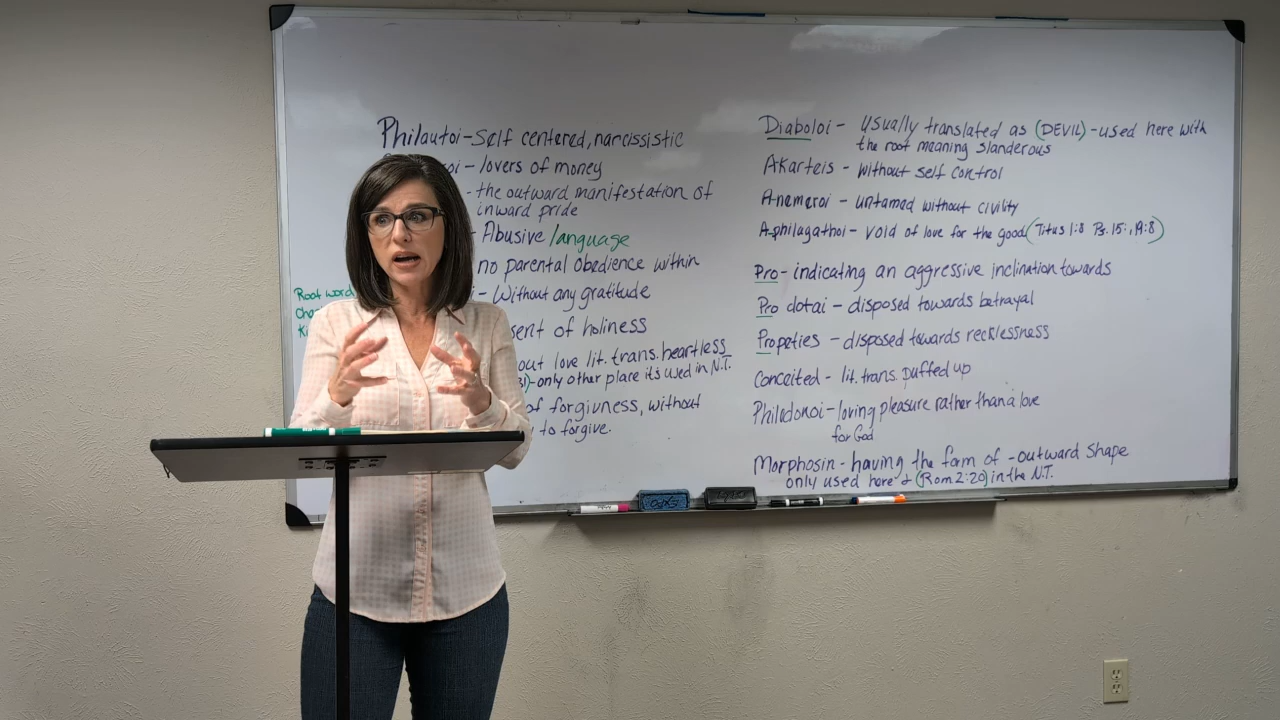 Philautoi - Self centered, narcissistic
roi - lovers of money
- the outward manifestation of
inward pride
- Abusive language
no parental obedience within
Root word
- Without any gratitude
sent of holiness
out love lit. trans. heartless
31) - only other place its used in N.T.
of forgivness, without
to forgive.
Diaboloi - Usually translated as (DEVIL) - used here with
the root meaning slanderous
Akarteis - without self control
Anemeroi - untamed without civility
Aphilagathoi - void of love for the good (Titus 1:8 Ps. 15:, 19:8)
Pro - indicating an aggressive inclination towards
Pro dotai - disposed towards betrayal
Propeties - disposed towards recklessness
Conceited - lit. trans. puffed up
Philedonoi - loving pleasure rather than a love
for God
Morphosin - having the form of - outward shape
only used here & (Rom 2:20) in the N.T.